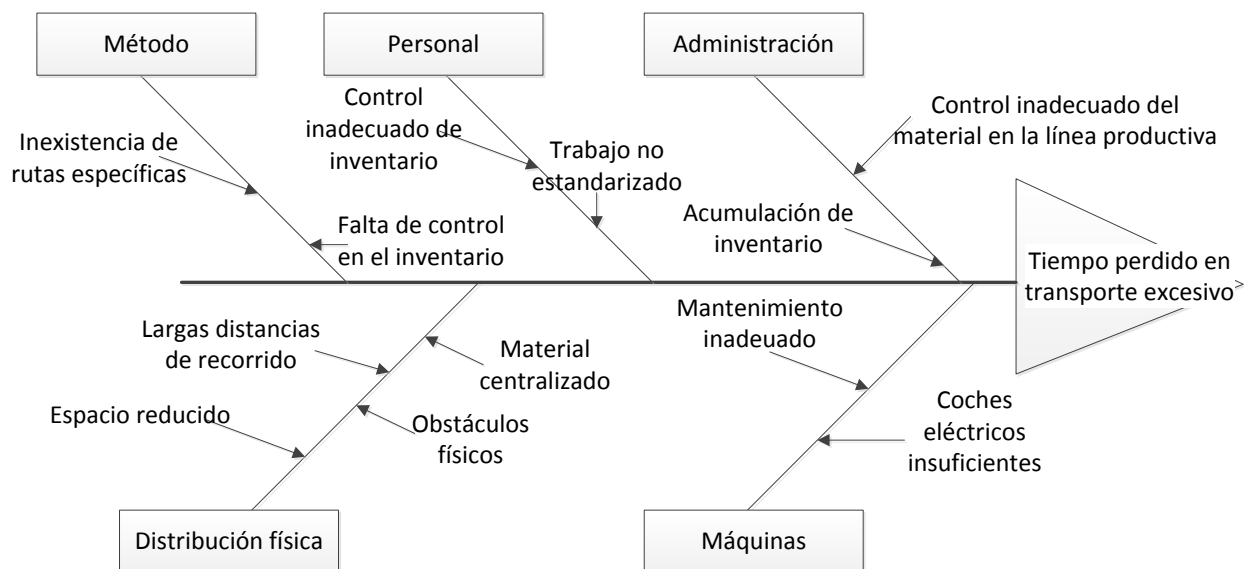 Método
Personal
Administración
Control
inadecuado de
inventario
Control inadecuado del
material en la línea productiva
Inexistencia de
rutas específicas
Trabajo no
estandarizado
Falta de control
en el inventario
Acumulación de
inventario
Tiempo perdido en
transporte excesivo
Largas distancias
de recorrido
Material
centralizado
Mantenimiento
inadeuado
Espacio reducido
Obstáculos
físicos
Coches
eléctricos
insuficientes
Distribución física
Máquinas